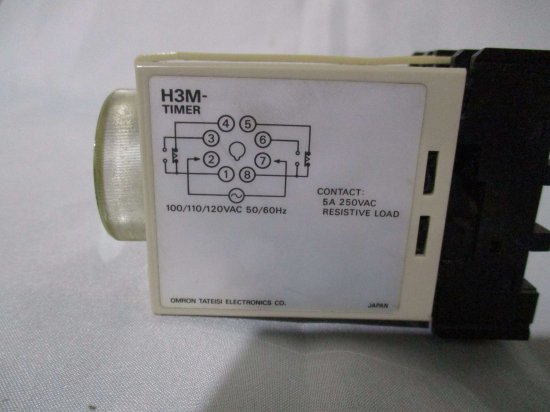 H3M-
TIMER
4 5
3 6
2 7
1 8
100/110/120VAC 50/60Hz
CONTACT:
5A 250VAC
RESISTIVE LOAD
OMRON TATEISI ELECTRONICS CO.
JAPAN